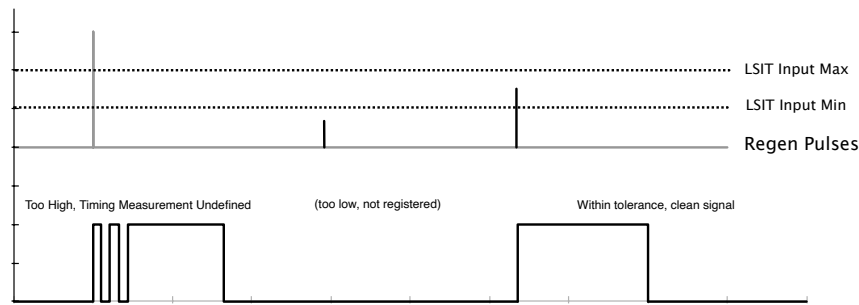 LSIT Input Max
LSIT Input Min
Regen Pulses
Too High, Timing Measurement Undefined
(too low, not registered)
Within tolerance, clean signal